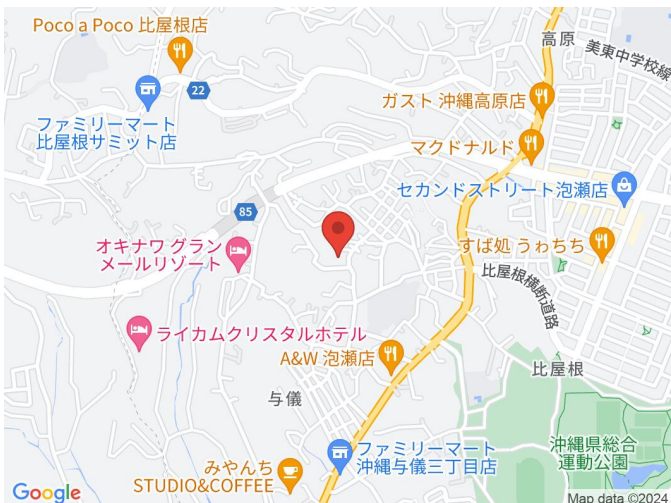 Poco a Poco 比屋根店
高原
美東中学校線
22
ガスト 沖縄高原店
ファミリーマート
比屋根サミット店
マクドナルド
セカンドストリート泡瀬店
85
オキナワ グラン
メールリゾート
すば処 うゎちち
比屋根横断道路
ライカムクリスタルホテル
A&W 泡瀬店
比屋根
与儀
沖縄県総合
運動公園
ファミリーマート
沖縄与儀三丁目店
みやんち
STUDIO&COFFEE
Google
Map data ©2024